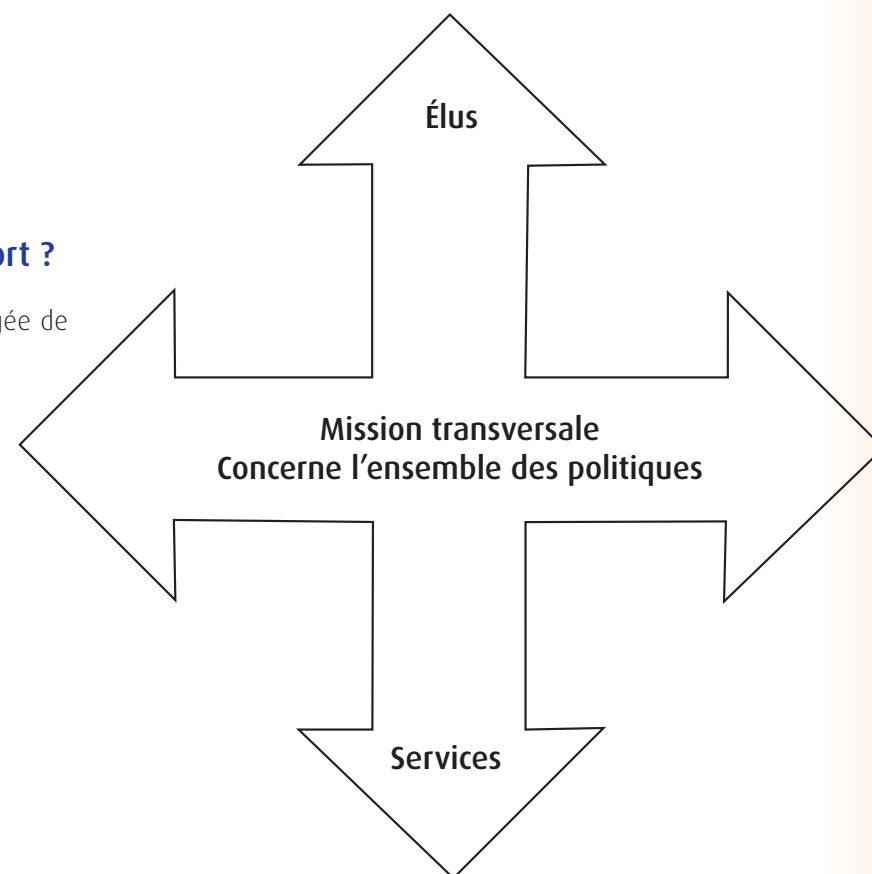 Élus
ort ?
gée de
Mission transversale
Concerne l’ensemble des politiques
Services